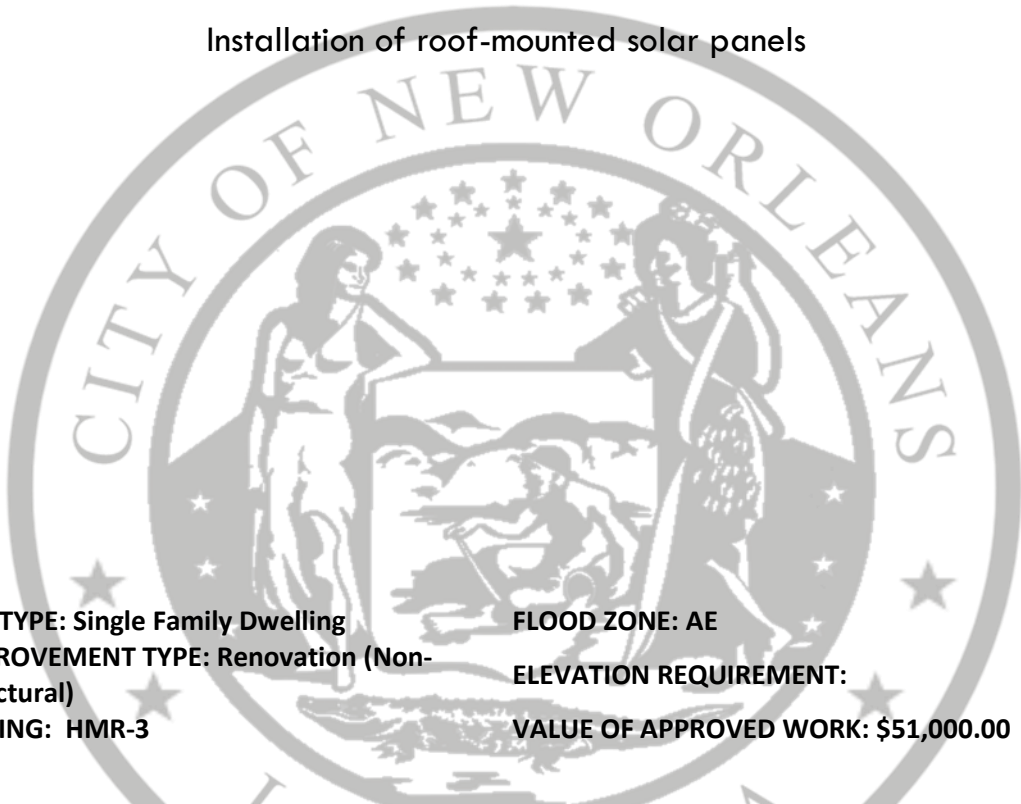 Installation of roof-mounted solar panels
CITY OF NEW ORLEANS
TYPE: Single Family Dwelling
ROVEMENT TYPE: Renovation (Non-
ctural)
ING: HMR-3
FLOOD ZONE: AE
ELEVATION REQUIREMENT:
VALUE OF APPROVED WORK: $51,000.00